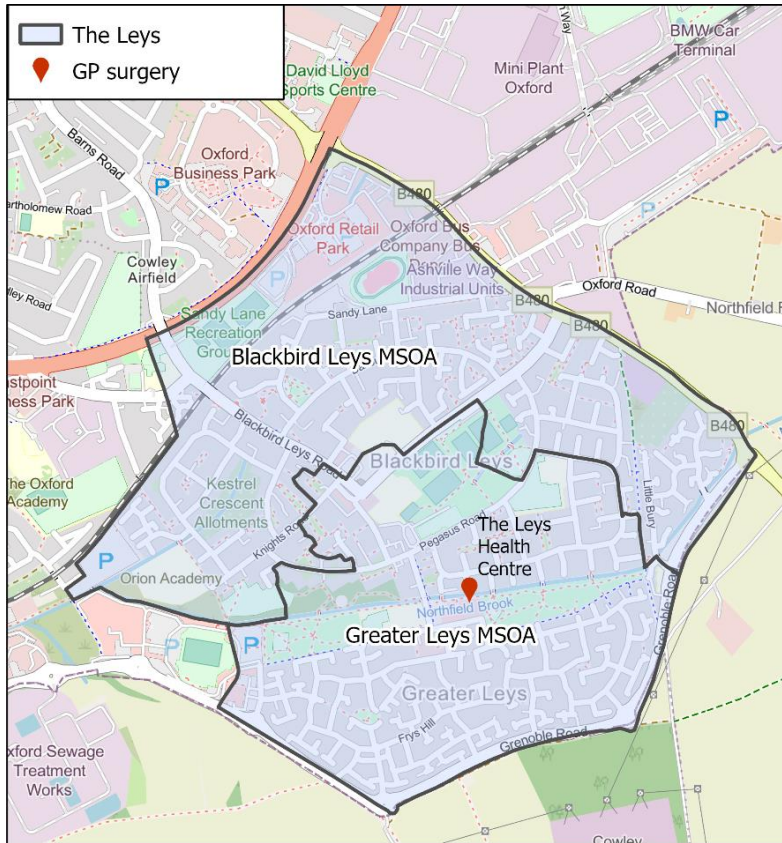 The Leys
GP surgery
BMW Car
Terminal
Way
Mini Plant
Oxford
David Lloyd
Sports Centre
Barns Road
Oxford
Business Park
P
P
P
B480
Oxford Retail
Park
P
Oxford Bus
Company Bus
Ashville Way
Industrial Units
Cowley
Airfield
B480
Oxford Road
B480
Sandy Lane
Sandy Lane
Recreation
Blackbird Leys MSOA
Blackbird Leys Road
B480
Blackbird Leys
Kestrel
Crescent
Allotments
The Oxford
Academy
Little Bury
Pegasus Road
The Leys
Health
Centre
P
Orion Academy
Northfield Brook
P
P
Greater Leys MSOA
Grenoble Road
Greater Leys
Frys Hill
Grenoble Road
Sewage
Treatment
Works
Cowley